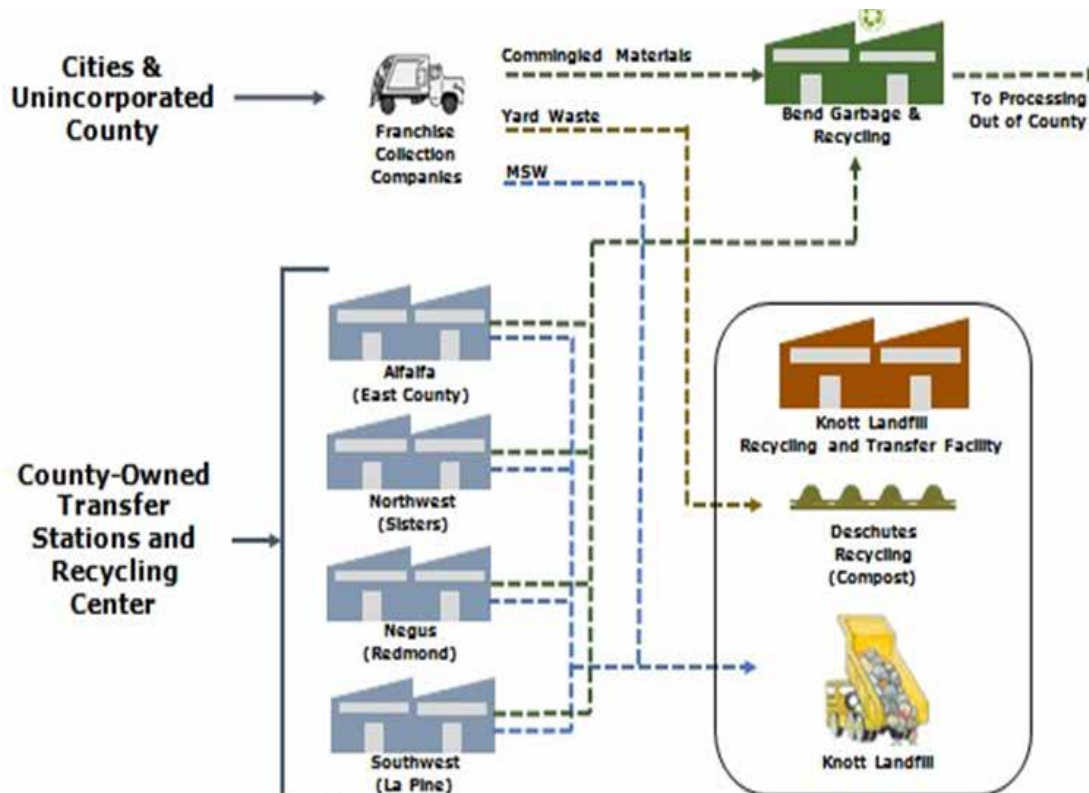 Cities &
Unincorporated
County
Franchise
Collection
Companies
Commingled Materials
Yard Waste
MSW
Bend Garbage &
Recycling
To Processing
Out of County
County-Owned
Transfer
Stations and
Recycling
Center
Alfalfa
(East County)
Northwest
(Sisters)
Negus
(Redmond)
Southwest
(La Pine)
Knott Landfill
Recycling and Transfer Facility
Deschutes
Recycling
(Compost)
Knott Landfill